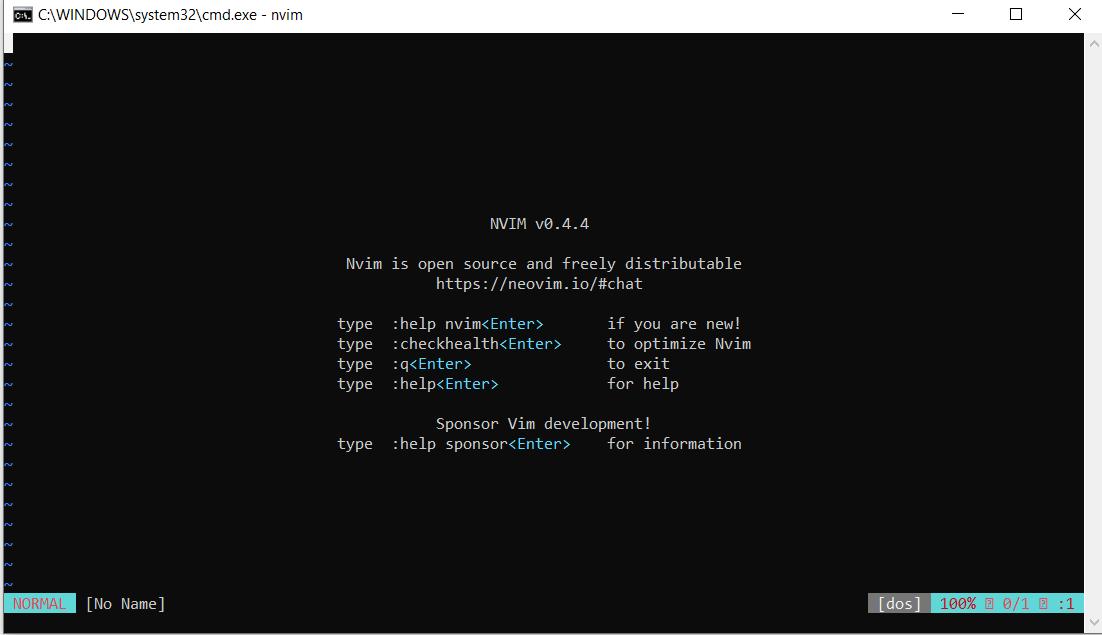 C:\WINDOWS\system32\cmd.exe - nvim
~
~
~
~
~
~
~
~
~
NVIM v0.4.4
~
~
Nvim is open source and freely distributable
~
https://neovim.io/#chat
~
~
type :help nvim<Enter> if you are new!
~
type :checkhealth<Enter> to optimize Nvim
~
type :q<Enter> to exit
~
type :help<Enter> for help
~
~
Sponsor Vim development!
~
type :help sponsor<Enter> for information
~
~
~
~
~
~
~
NORMAL [No Name] [dos] 100% 0/1 :1